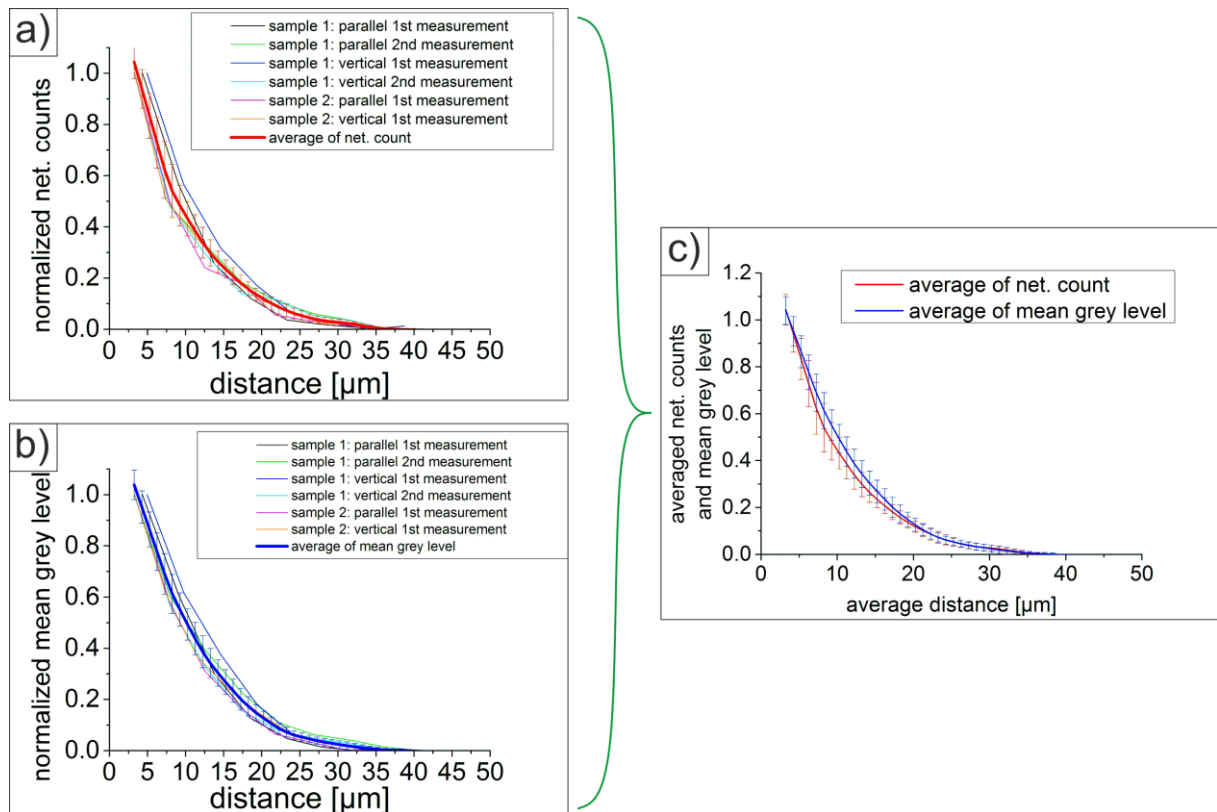 a)
sample 1: parallel 1st measurement
sample 1: parallel 2nd measurement
sample 1: vertical 1st measurement
sample 1: vertical 2nd measurement
sample 2: parallel 1st measurement
sample 2: vertical 1st measurement
average of net. count
normalized net. counts
1.0
0.8
0.6
0.4
0.2
0.0
0 5 10 15 20 25 30 35 40 45 50
distance [µm]
b)
sample 1: parallel 1st measurement
sample 1: parallel 2nd measurement
sample 1: vertical 1st measurement
sample 1: vertical 2nd measurement
sample 2: parallel 1st measurement
sample 2: vertical 1st measurement
average of mean grey level
normalized mean grey level
1.0
0.8
0.6
0.4
0.2
0.0
0 5 10 15 20 25 30 35 40 45 50
distance [µm]
c)
average of net. count
average of mean grey level
averaged net. counts
and mean grey level
1.2
1.0
0.8
0.6
0.4
0.2
0.0
0 10 20 30 40 50
average distance [µm]